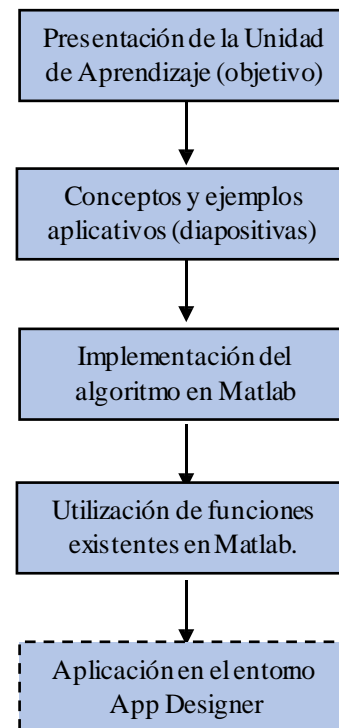 Presentación de la Unidad
de Aprendizaje (objetivo)
Conceptos y ejemplos
aplicativos (diapositivas)
Implementación del
algoritmo en Matlab
Utilización de funciones
existentes en Matlab.
Aplicación en el entorno
App Designer